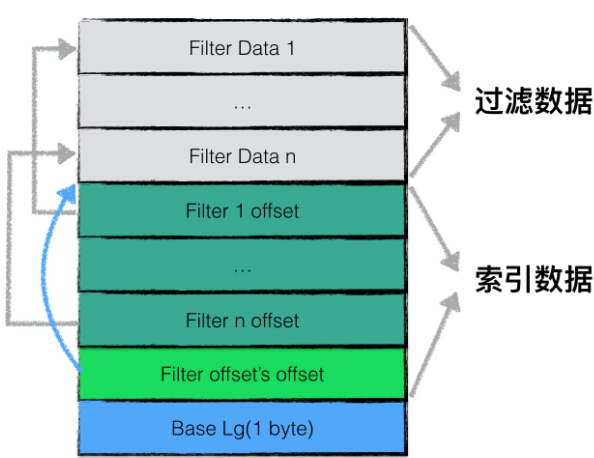 Filter Data 1
...
Filter Data n
过滤数据
Filter 1 offset
...
Filter n offset
索引数据
Filter offset's offset
Base Lg(1 byte)